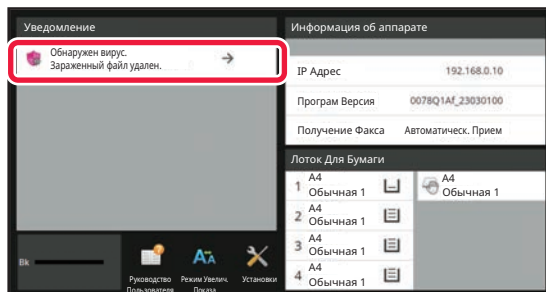 Уведомление
Обнаружен вирус.
Зараженный файл удален.
Информация об аппарате
IP Адрес 192.168.0.10
Програм Версия 0078Q1Af_23030100
Получение Факса Автоматическ. Прием
Лоток Для Бумаги
1 A4
Обычная 1
A4
Обычная 1
2 A4
Обычная 1
3 A4
Обычная 1
4 A4
Обычная 1
Bk
Руководство
Пользователя
Режим Увелич.
Показа
Установки